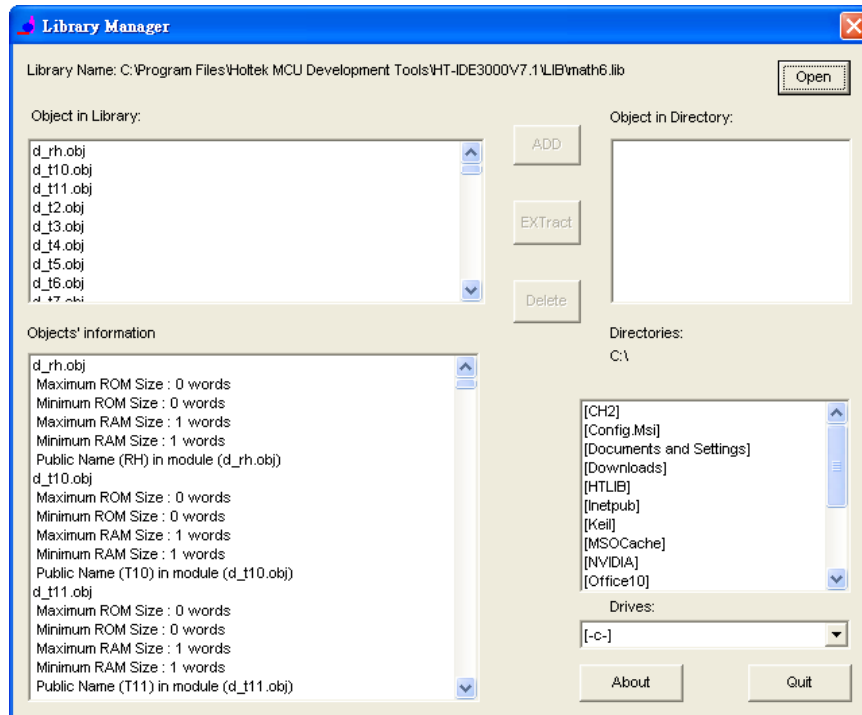 Library Manager
Library Name: C:\Program Files\Holtek MCU Development Tools\HT-IDE3000V7.1\LIB\math6.lib
Open
Object in Library:
d_rh.obj
d_t10.obj
d_t11.obj
d_t2.obj
d_t3.obj
d_t4.obj
d_t5.obj
d_t6.obj
d_t7.obj
ADD
EXTract
Delete
Object in Directory:
Objects' information
d_rh.obj
Maximum ROM Size : 0 words
Minimum ROM Size : 0 words
Maximum RAM Size : 1 words
Minimum RAM Size : 1 words
Public Name (RH) in module (d_rh.obj)
d_t10.obj
Maximum ROM Size : 0 words
Minimum ROM Size : 0 words
Maximum RAM Size : 1 words
Minimum RAM Size : 1 words
Public Name (T10) in module (d_t10.obj)
d_t11.obj
Maximum ROM Size : 0 words
Minimum ROM Size : 0 words
Maximum RAM Size : 1 words
Minimum RAM Size : 1 words
Public Name (T11) in module (d_t11.obj)
Directories:
C:\
[CH2]
[Config.Msi]
[Documents and Settings]
[Downloads]
[HTLIB]
[Inetpub]
[Keil]
[MSOCache]
[NVIDIA]
[Office10]
Drives:
[-c-]
About
Quit